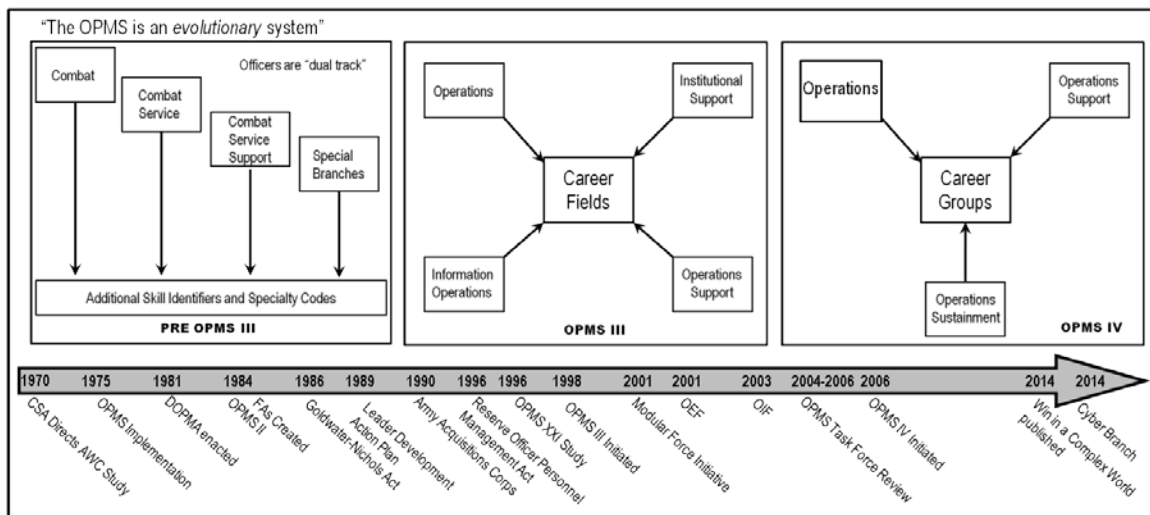 “The OPMS is an evolutionary system”
Officers are “dual track”
Combat
Combat
Service
Combat
Service
Support
Special
Branches
Additional Skill Identifiers and Specialty Codes
PRE OPMS III
Operations
Institutional
Support
Career
Fields
Information
Operations
Operations
Support
OPMS III
Operations
Operations
Support
Career
Groups
Operations
Sustainment
OPMS IV
1970
1975
1981
1984
1986
1989
1990
1996
1996
1998
2001
2001
2003
2004-2006
2006
2014
2014
CSA Directs AWC Study
OPMS Implementation
DOPMA enacted
OPMS II
FAs Created
Goldwater-Nichols Act
Leader Development
Action Plan
Army Acquisitions Corps
Reserve Officer Personnel
Management Act
OPMS XXI Study
OPMS III Initiated
Modular Force Initiative
OEF
OIF
OPMS Task Force Review
OPMS IV Initiated
Win in a Complex World
published
Cyber Branch